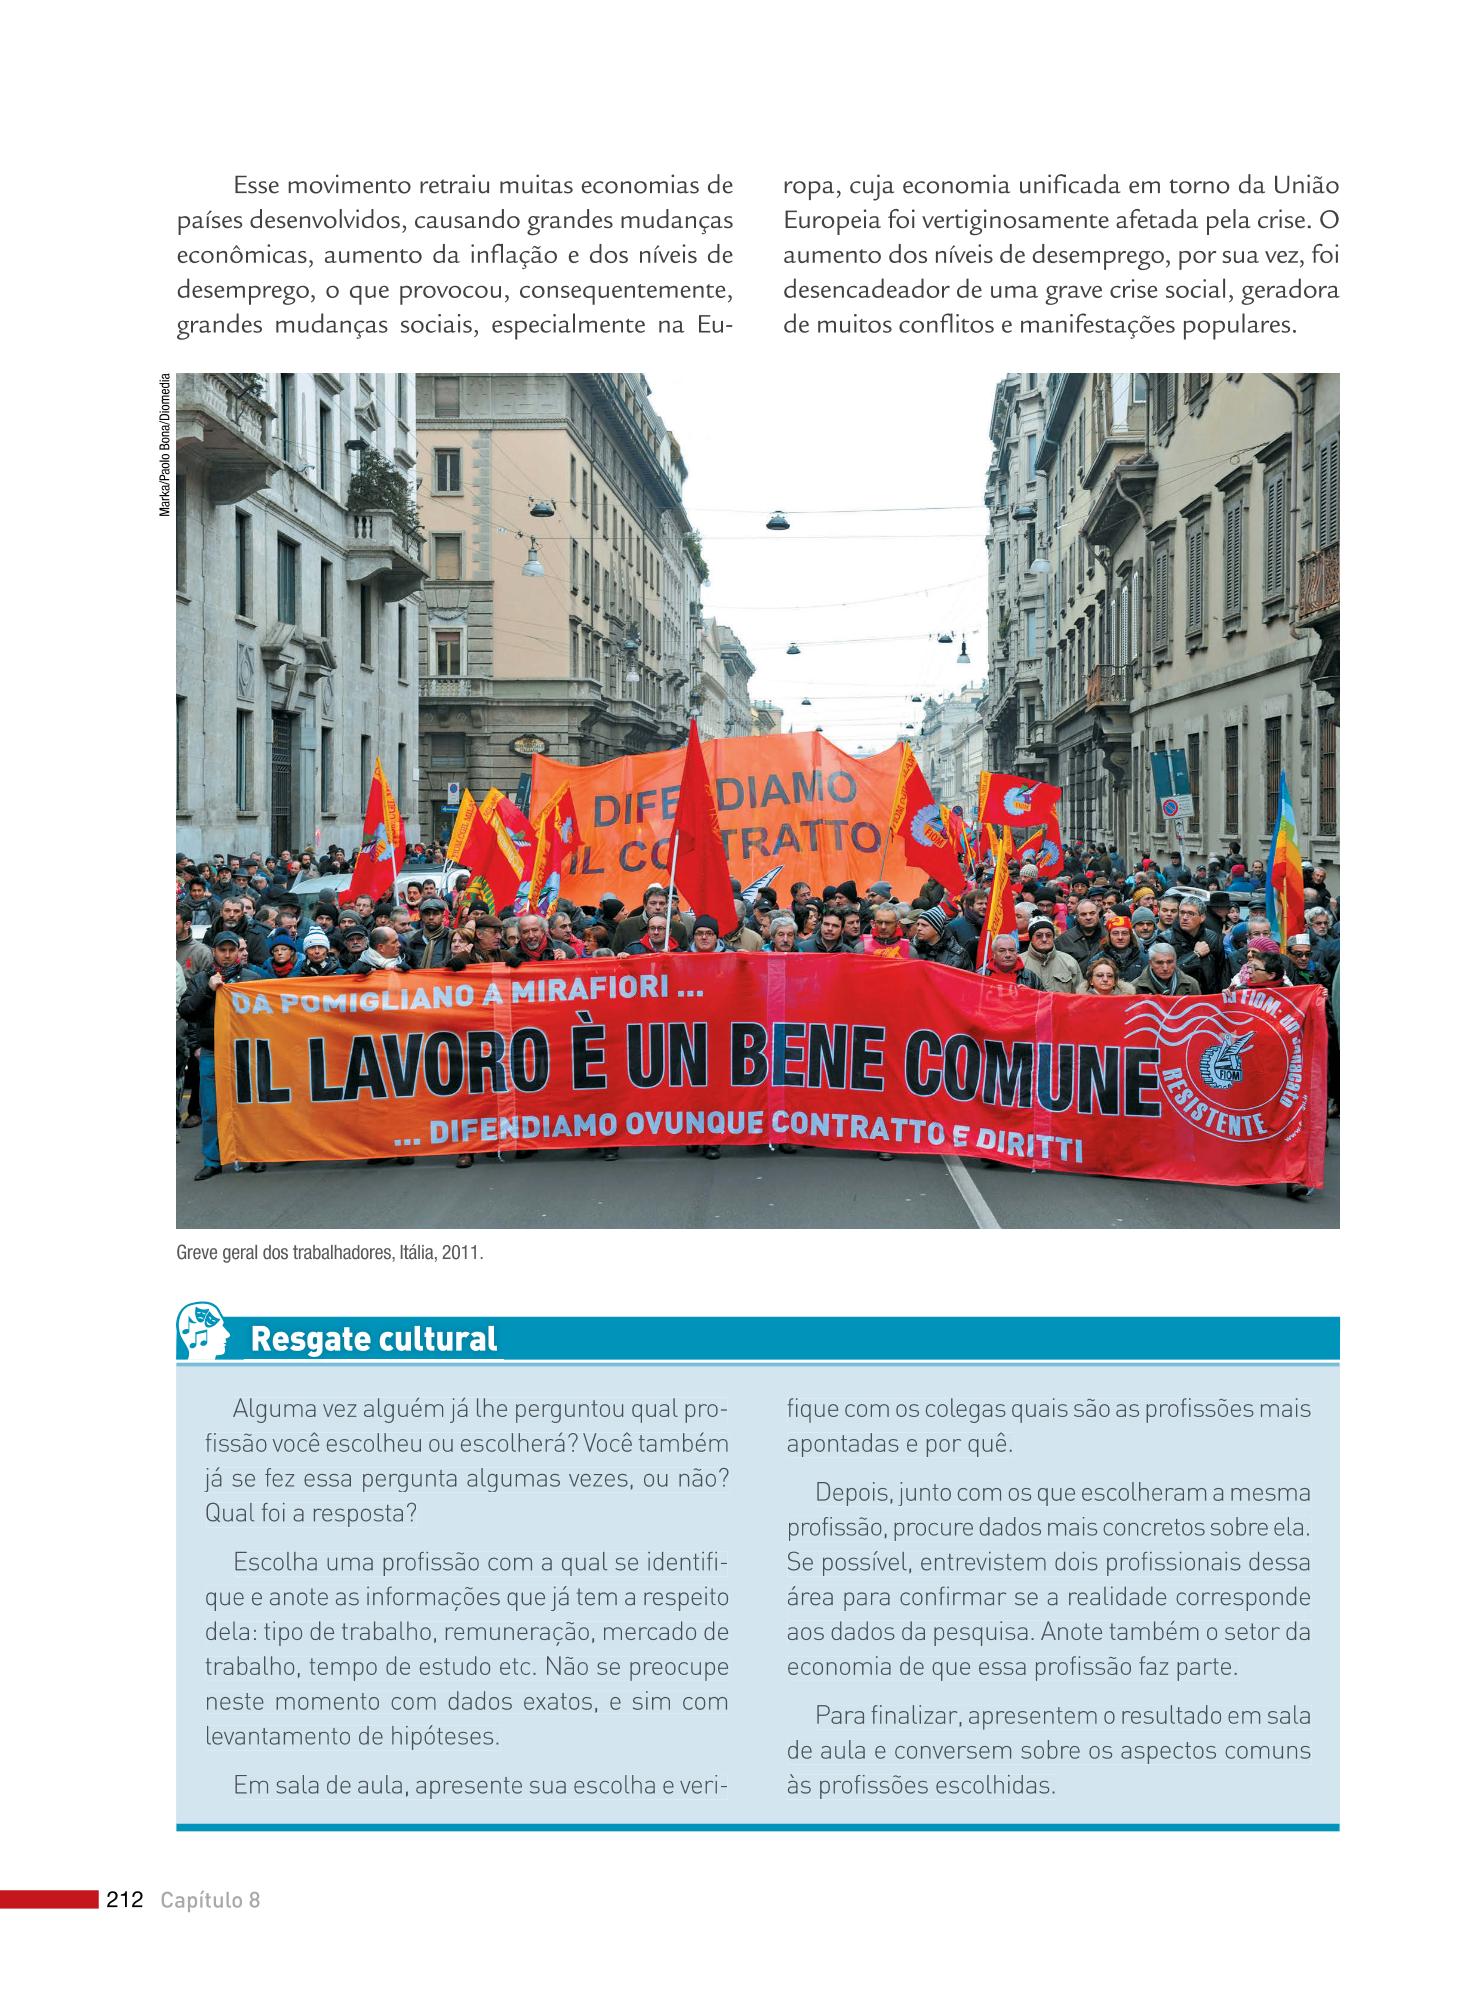 Esse movimento retraiu muitas economias de
países desenvolvidos, causando grandes mudanças
econômicas, aumento da inflação e dos níveis de
desemprego, o que provocou, consequentemente,
grandes mudanças sociais, especialmente na Eu-
ropa, cuja economia unificada em torno da União
Europeia foi vertiginosamente afetada pela crise. O
aumento dos níveis de desemprego, por sua vez, foi
desencadeador de uma grave crise social, geradora
de muitos conflitos e manifestações populares.
Marka/Paolo Bona/Diomedia
DIFENDIAMO
IL CONTRATTO
FIOM
DA POMIGLIANO A MIRAFIORI ...
IL LAVORO È UN BENE COMUNE
... DIFENDIAMO OVUNQUE CONTRATTO E DIRITTI
FIOM
RESISTENTE
Greve geral dos trabalhadores, Itália, 2011.
Resgate cultural
Alguma vez alguém já lhe perguntou qual pro-
fissão você escolheu ou escolherá? Você também
já se fez essa pergunta algumas vezes, ou não?
Qual foi a resposta?
Escolha uma profissão com a qual se identifi-
que e anote as informações que já tem a respeito
dela: tipo de trabalho, remuneração, mercado de
trabalho, tempo de estudo etc. Não se preocupe
neste momento com dados exatos, e sim com
levantamento de hipóteses.
Em sala de aula, apresente sua escolha e veri-
fique com os colegas quais são as profissões mais
apontadas e por quê.
Depois, junto com os que escolheram a mesma
profissão, procure dados mais concretos sobre ela.
Se possível, entrevistem dois profissionais dessa
área para confirmar se a realidade corresponde
aos dados da pesquisa. Anote também o setor da
economia de que essa profissão faz parte.
Para finalizar, apresentem o resultado em sala
de aula e conversem sobre os aspectos comuns
às profissões escolhidas.
212 Capítulo 8